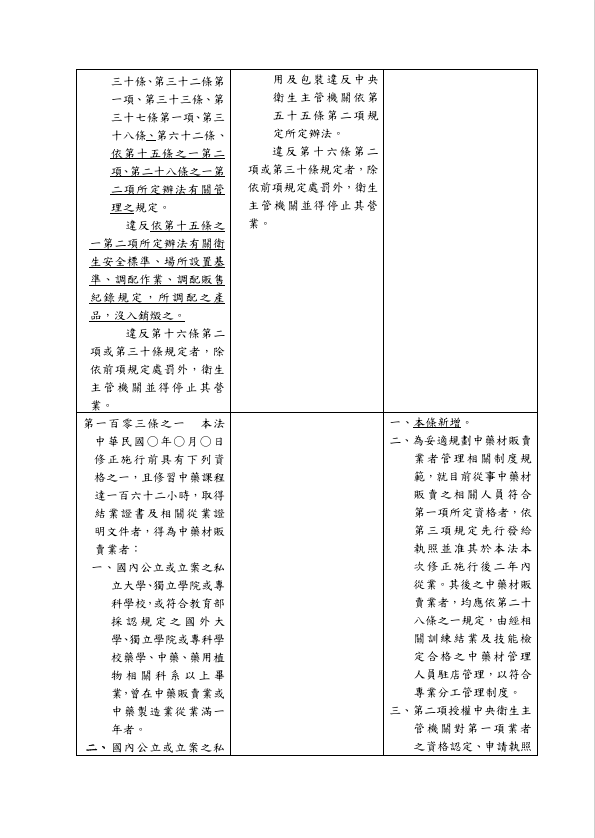 三十條、第三十二條第
一項、第三十三條、第
三十七條第一項、第三
十八條、第六十二條、
依第十五條之一第二
項、第二十八條之一第
二項所定辦法有關管
理之規定。
違反依第十五條之
一第二項所定辦法有關衛
生安全標準、場所設置基
準、調配作業、調配販售
紀錄規定，所調配之產
品，沒入銷燬之。
違反第十六條第二
項或第三十條規定者，除
依前項規定處罰外，衛生
主管機關並得停止其營
業。
用及包裝違反中央
衛生主管機關依第
五十五條第二項規
定所定辦法。
違反第十六條第二
項或第三十條規定者，除
依前項規定處罰外，衛生
主管機關並得停止其營
業。
第一百零三條之一　本法
中華民國○年○月○日
修正施行前具有下列資
格之一，且修習中藥課程
達一百六十二小時，取得
結業證書及相關從業證
明文件者，得為中藥材販
賣業者：
一、國內公立或立案之私
立大學、獨立學院或專
科學校，或符合教育部
採認規定之國外大
學、獨立學院或專科學
校藥學、中藥、藥用植
物相關科系以上畢
業，曾在中藥販賣業或
中藥製造業從業滿一
年者。
二、國內公立或立案之私
一、本條新增。
二、為妥適規劃中藥材販賣
業者管理相關制度規
範，就目前從事中藥材
販賣之相關人員符合
第一項所定資格者，依
第三項規定先行發給
執照並准其於本法本
次修正施行後二年內
從業。其後之中藥材販
賣業者，均應依第二十
八條之一規定，由經相
關訓練結業及技能檢
定合格之中藥材管理
人員駐店管理，以符合
專業分工管理制度。
三、第二項授權中央衛生主
管機關對第一項業者
之資格認定、申請執照